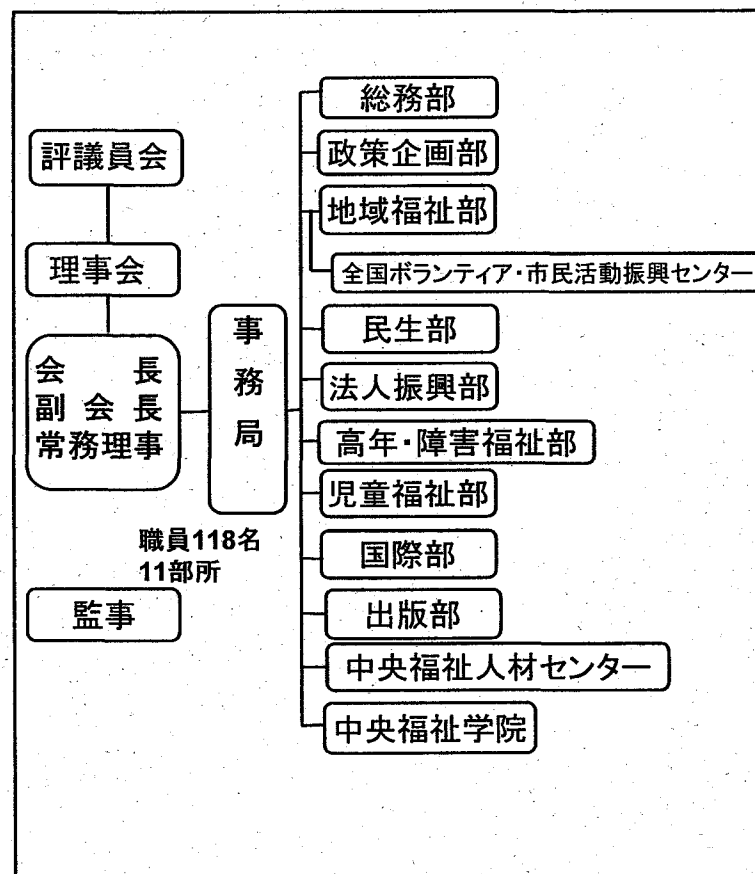 評議員会
理事会
会長
副会長
常務理事
事務局
職員118名
11部所
監事
総務部
政策企画部
地域福祉部
全国ボランティア・市民活動振興センター
民生部
法人振興部
高年・障害福祉部
児童福祉部
国際部
出版部
中央福祉人材センター
中央福祉学院